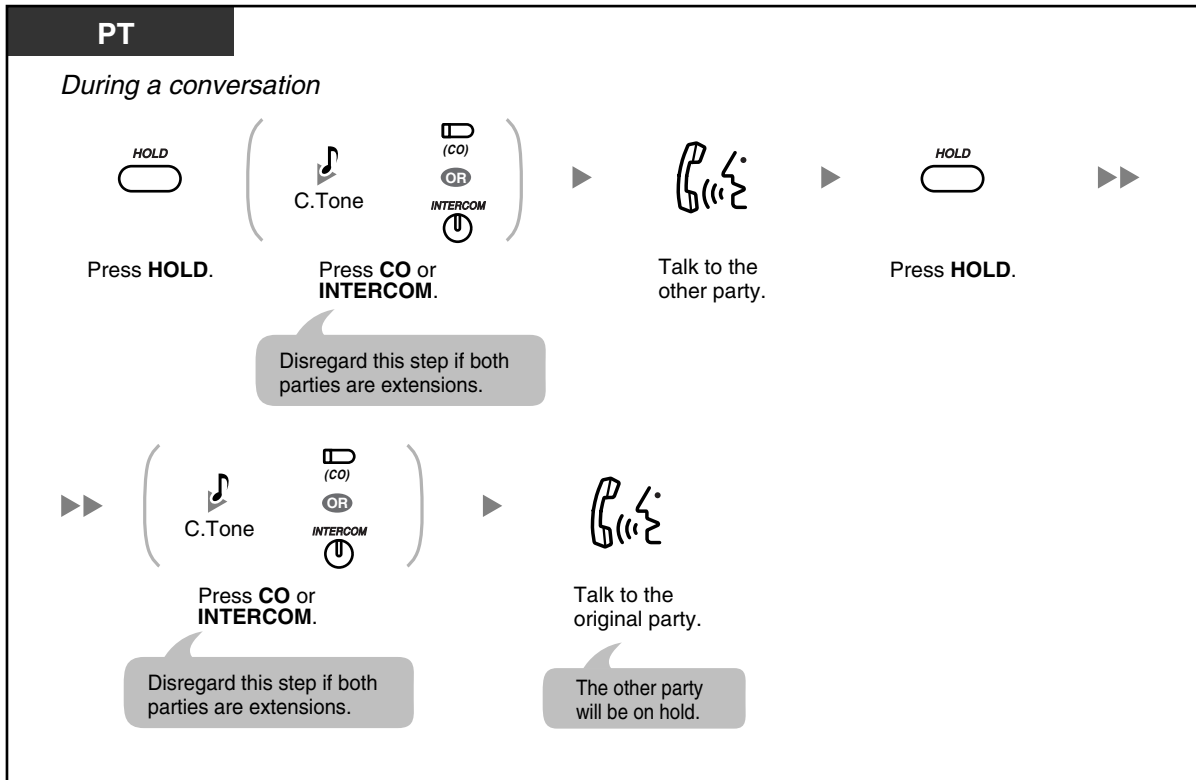 PT
During a conversation
HOLD
Press HOLD.
C.Tone
(CO)
OR
INTERCOM
Press CO or
INTERCOM.
Disregard this step if both
parties are extensions.
Talk to the
other party.
HOLD
Press HOLD.
C.Tone
(CO)
OR
INTERCOM
Press CO or
INTERCOM.
Disregard this step if both
parties are extensions.
Talk to the
original party.
The other party
will be on hold.